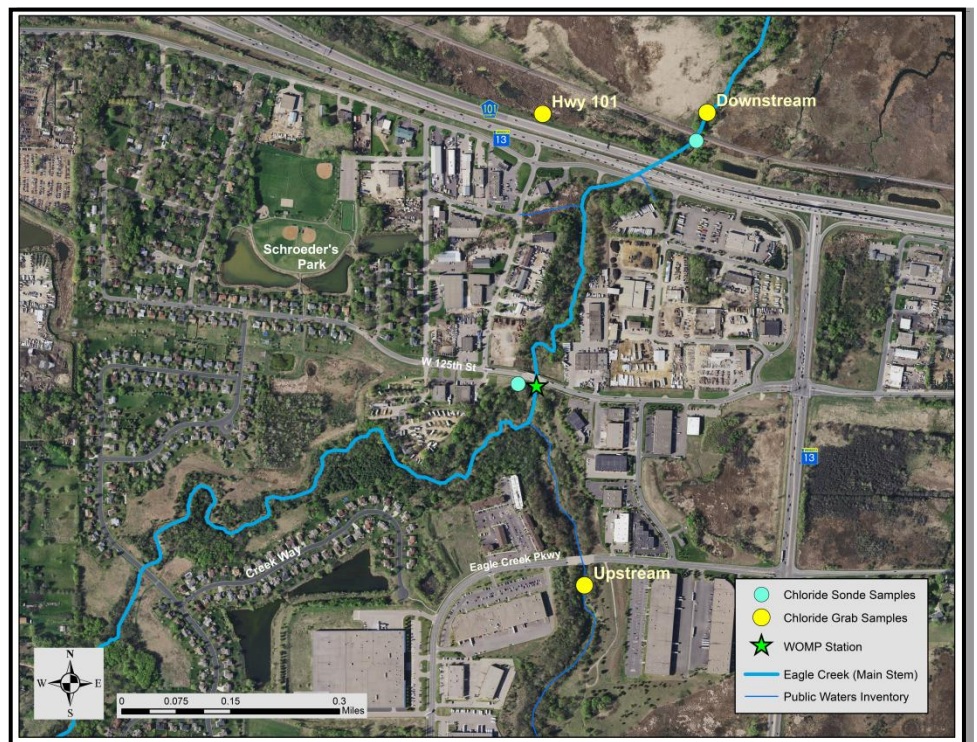 Hwy 101
Downstream
101
13
Schroeder's
Park
W 125th St
13
Creek Way
Eagle Creek Pkwy
Upstream
Chloride Sonde Samples
Chloride Grab Samples
WOMP Station
Eagle Creek (Main Stem)
Public Waters Inventory
N
W E
S
0 0.075 0.15 0.3
Miles